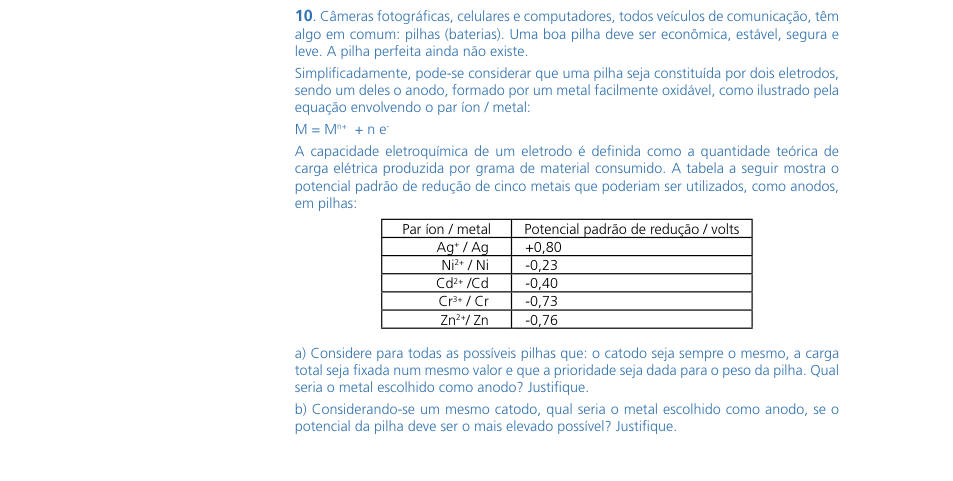 10. Câmeras fotográficas, celulares e computadores, todos veículos de comunicação, têm
algo em comum: pilhas (baterias). Uma boa pilha deve ser econômica, estável, segura e
leve. A pilha perfeita ainda não existe.
Simplificadamente, pode-se considerar que uma pilha seja constituída por dois eletrodos,
sendo um deles o anodo, formado por um metal facilmente oxidável, como ilustrado pela
equação envolvendo o par íon / metal:
M = Mⁿ⁺ + n e⁻
A capacidade eletroquímica de um eletrodo é definida como a quantidade teórica de
carga elétrica produzida por grama de material consumido. A tabela a seguir mostra o
potencial padrão de redução de cinco metais que poderiam ser utilizados, como anodos,
em pilhas:
Par íon / metal Potencial padrão de redução / volts
Ag⁺ / Ag +0,80
Ni²⁺ / Ni -0,23
Cd²⁺ /Cd -0,40
Cr³⁺ / Cr -0,73
Zn²⁺/ Zn -0,76
a) Considere para todas as possíveis pilhas que: o catodo seja sempre o mesmo, a carga
total seja fixada num mesmo valor e que a prioridade seja dada para o peso da pilha. Qual
seria o metal escolhido como anodo? Justifique.
b) Considerando-se um mesmo catodo, qual seria o metal escolhido como anodo, se o
potencial da pilha deve ser o mais elevado possível? Justifique.